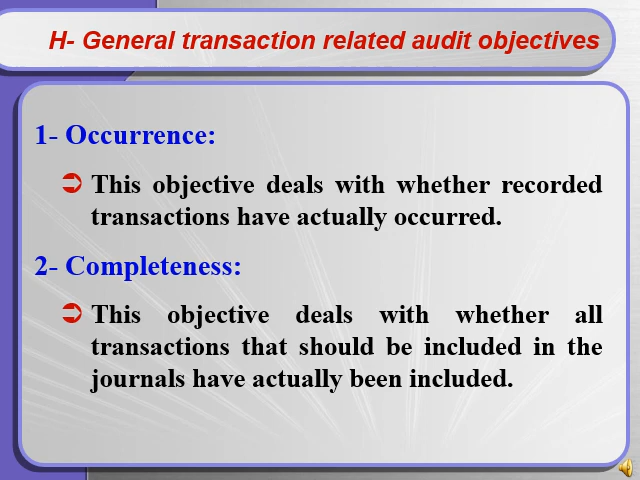 H- General transaction related audit objectives
1- Occurrence:
This objective deals with whether recorded
transactions have actually occurred.
2- Completeness:
This objective deals with whether all
transactions that should be included in the
journals have actually been included.